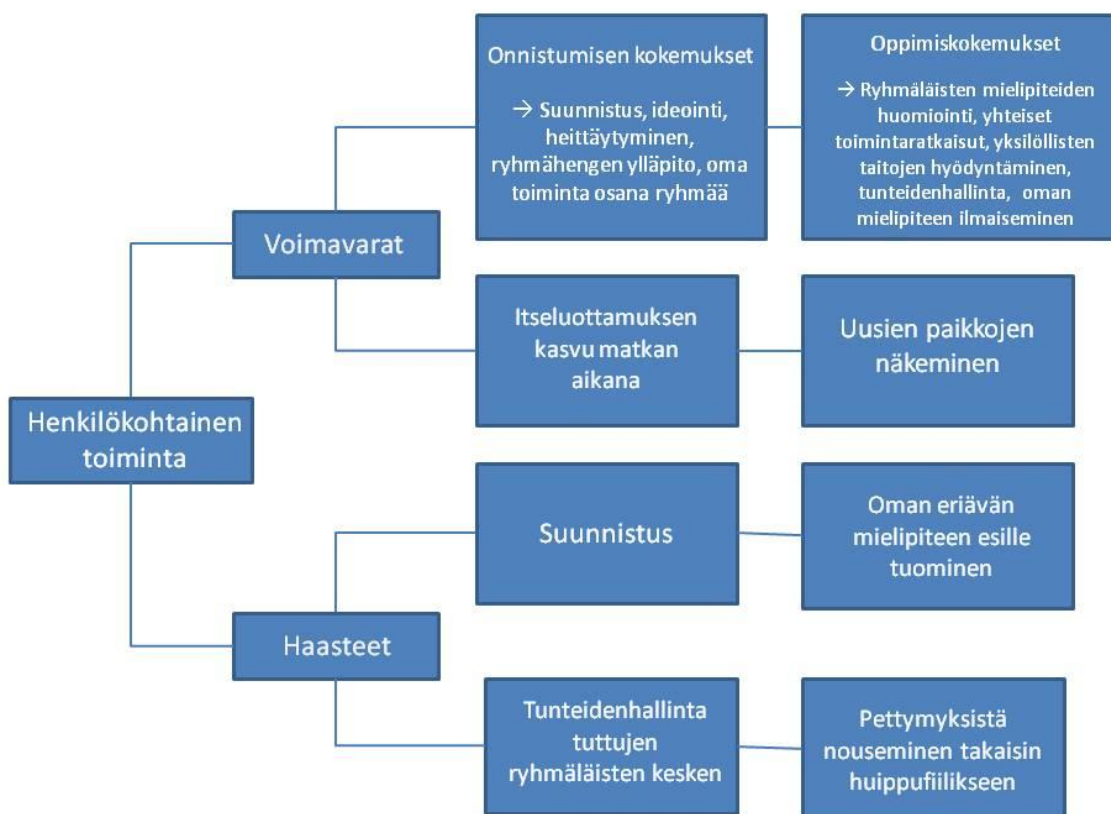 Onnistumisen kokemukset
→ Suunnistus, ideointi,
heittäytyminen,
ryhmähengen ylläpito, oma
toiminta osana ryhmää
Oppimiskokemukset
→ Ryhmäläisten mielipiteiden
huomiointi, yhteiset
toimintaratkaisut, yksilöllisten
taitojen hyödyntäminen,
tunteidenhallinta, oman
mielipiteen ilmaiseminen
Voimavarat
Itseluottamuksen
kasvu matkan
aikana
Uusien paikkojen
näkeminen
Henkilökohtainen
toiminta
Suunnistus
Oman eriävän
mielipiteen esille
tuominen
Haasteet
Tunteidenhallinta
tuttujen
ryhmäläisten kesken
Pettymyksistä
nouseminen takaisin
huippufiilikseen